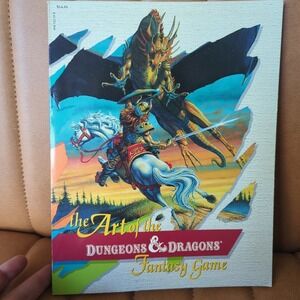 the Art of the
DUNGEONS & DRAGONS
Fantasy Game